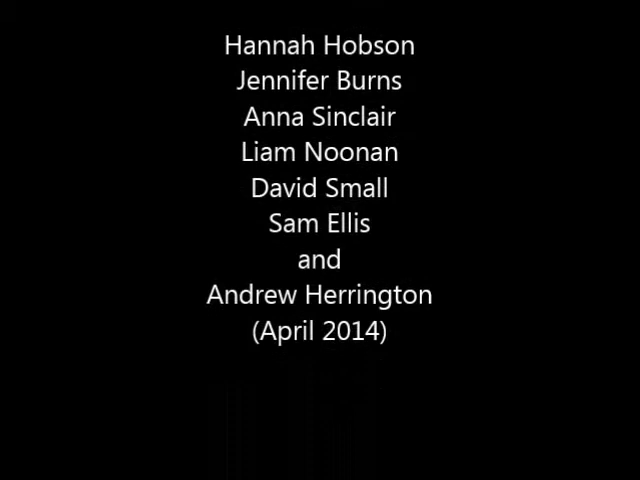 Hannah Hobson
Jennifer Burns
Anna Sinclair
Liam Noonan
David Small
Sam Ellis
and
Andrew Herrington
(April 2014)